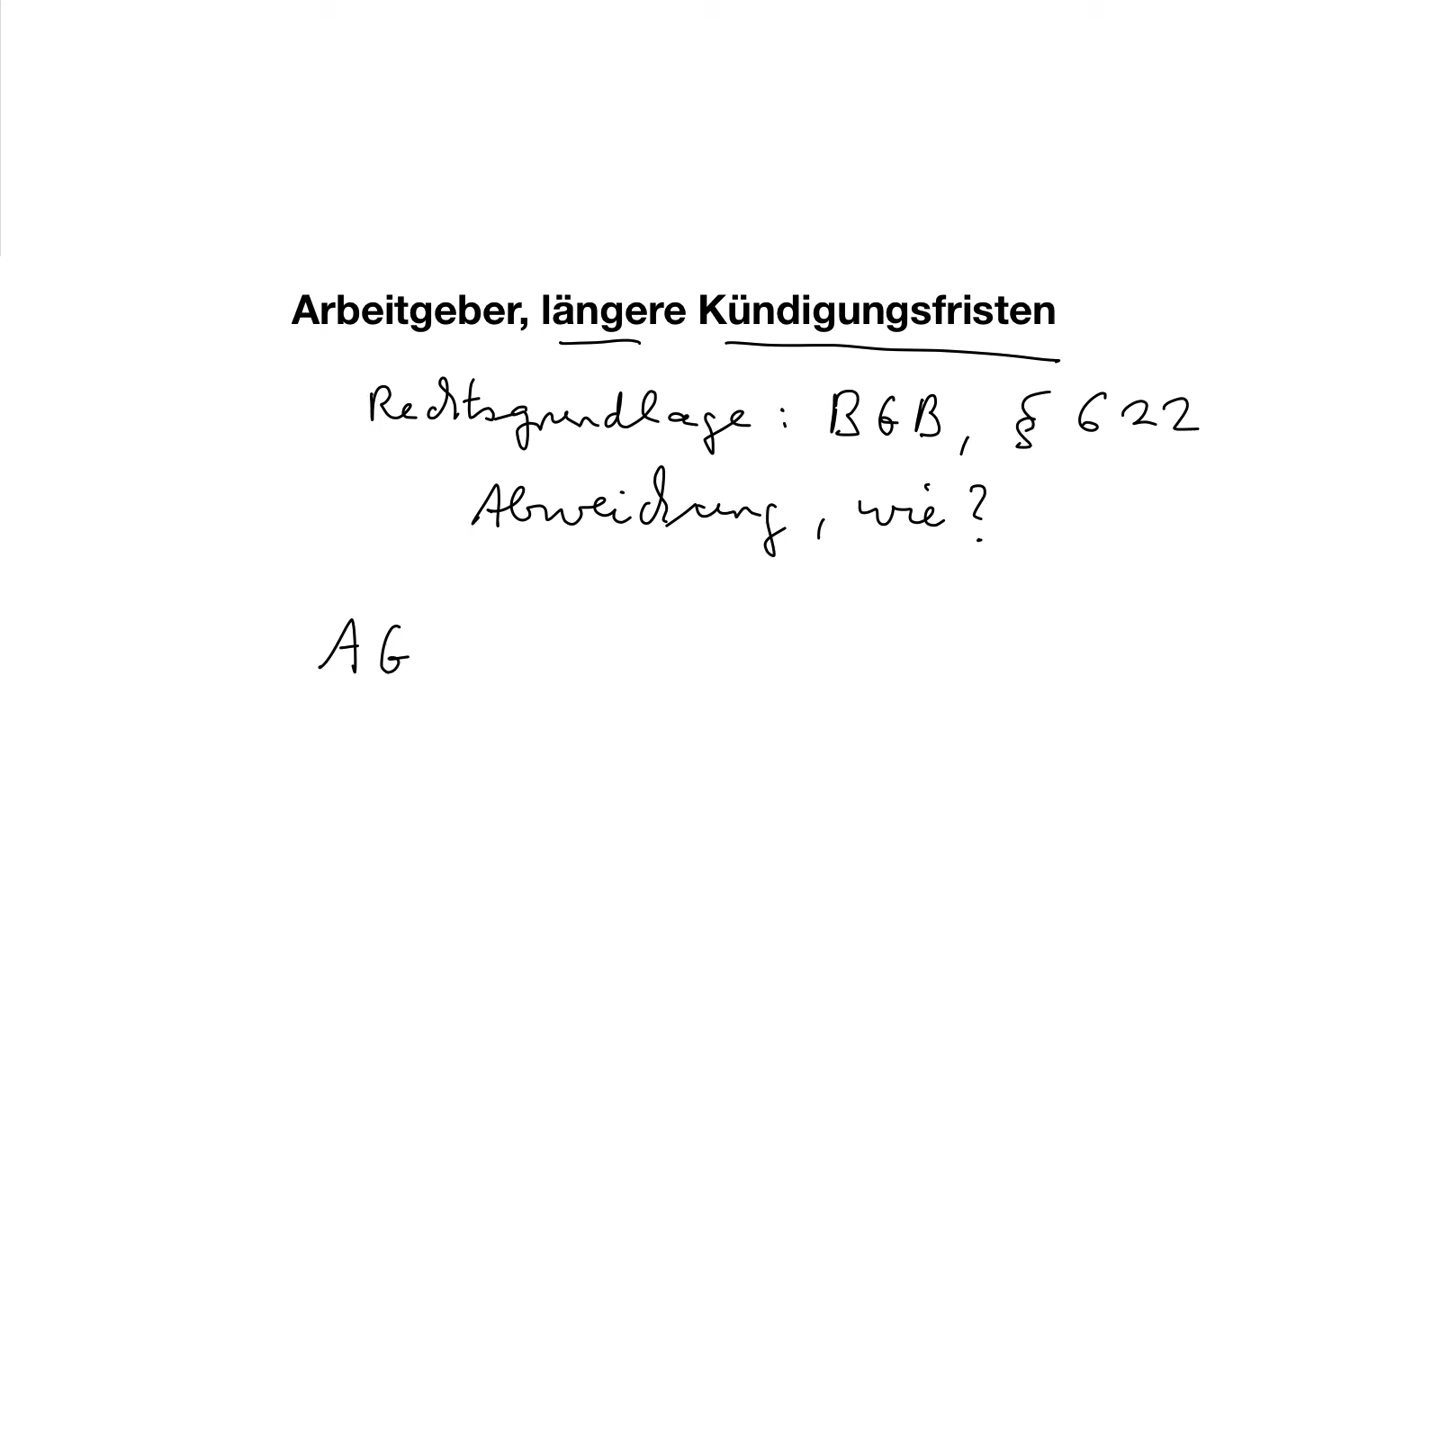 Arbeitgeber, längere Kündigungsfristen
Rechtsgrundlage: BGB, § 622
Abweichung, wie?
AG